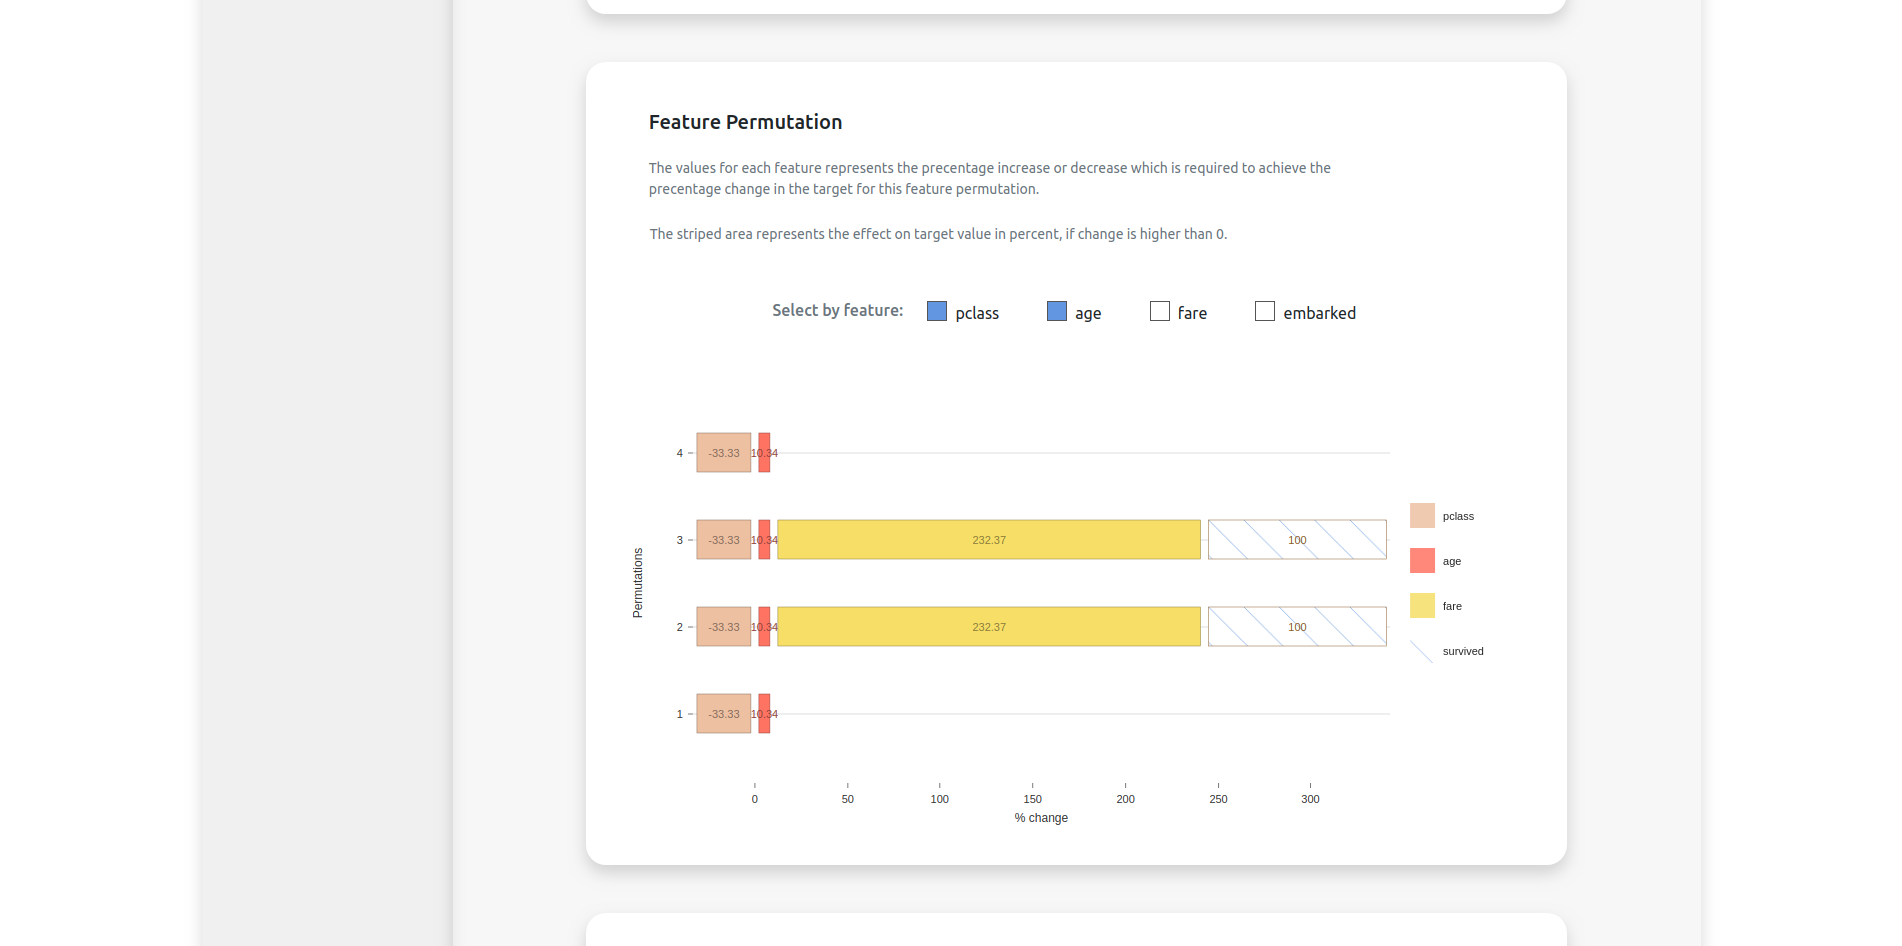 Feature Permutation
The values for each feature represents the precentage increase or decrease which is required to achieve the
precentage change in the target for this feature permutation.
The striped area represents the effect on target value in percent, if change is higher than 0.
Select by feature: pclass age fare embarked
4 -33.33 10.34
3 -33.33 10.34 232.37 100
2 -33.33 10.34 232.37 100
1 -33.33 10.34
Permutations
0 50 100 150 200 250 300
% change
pclass
age
fare
survived